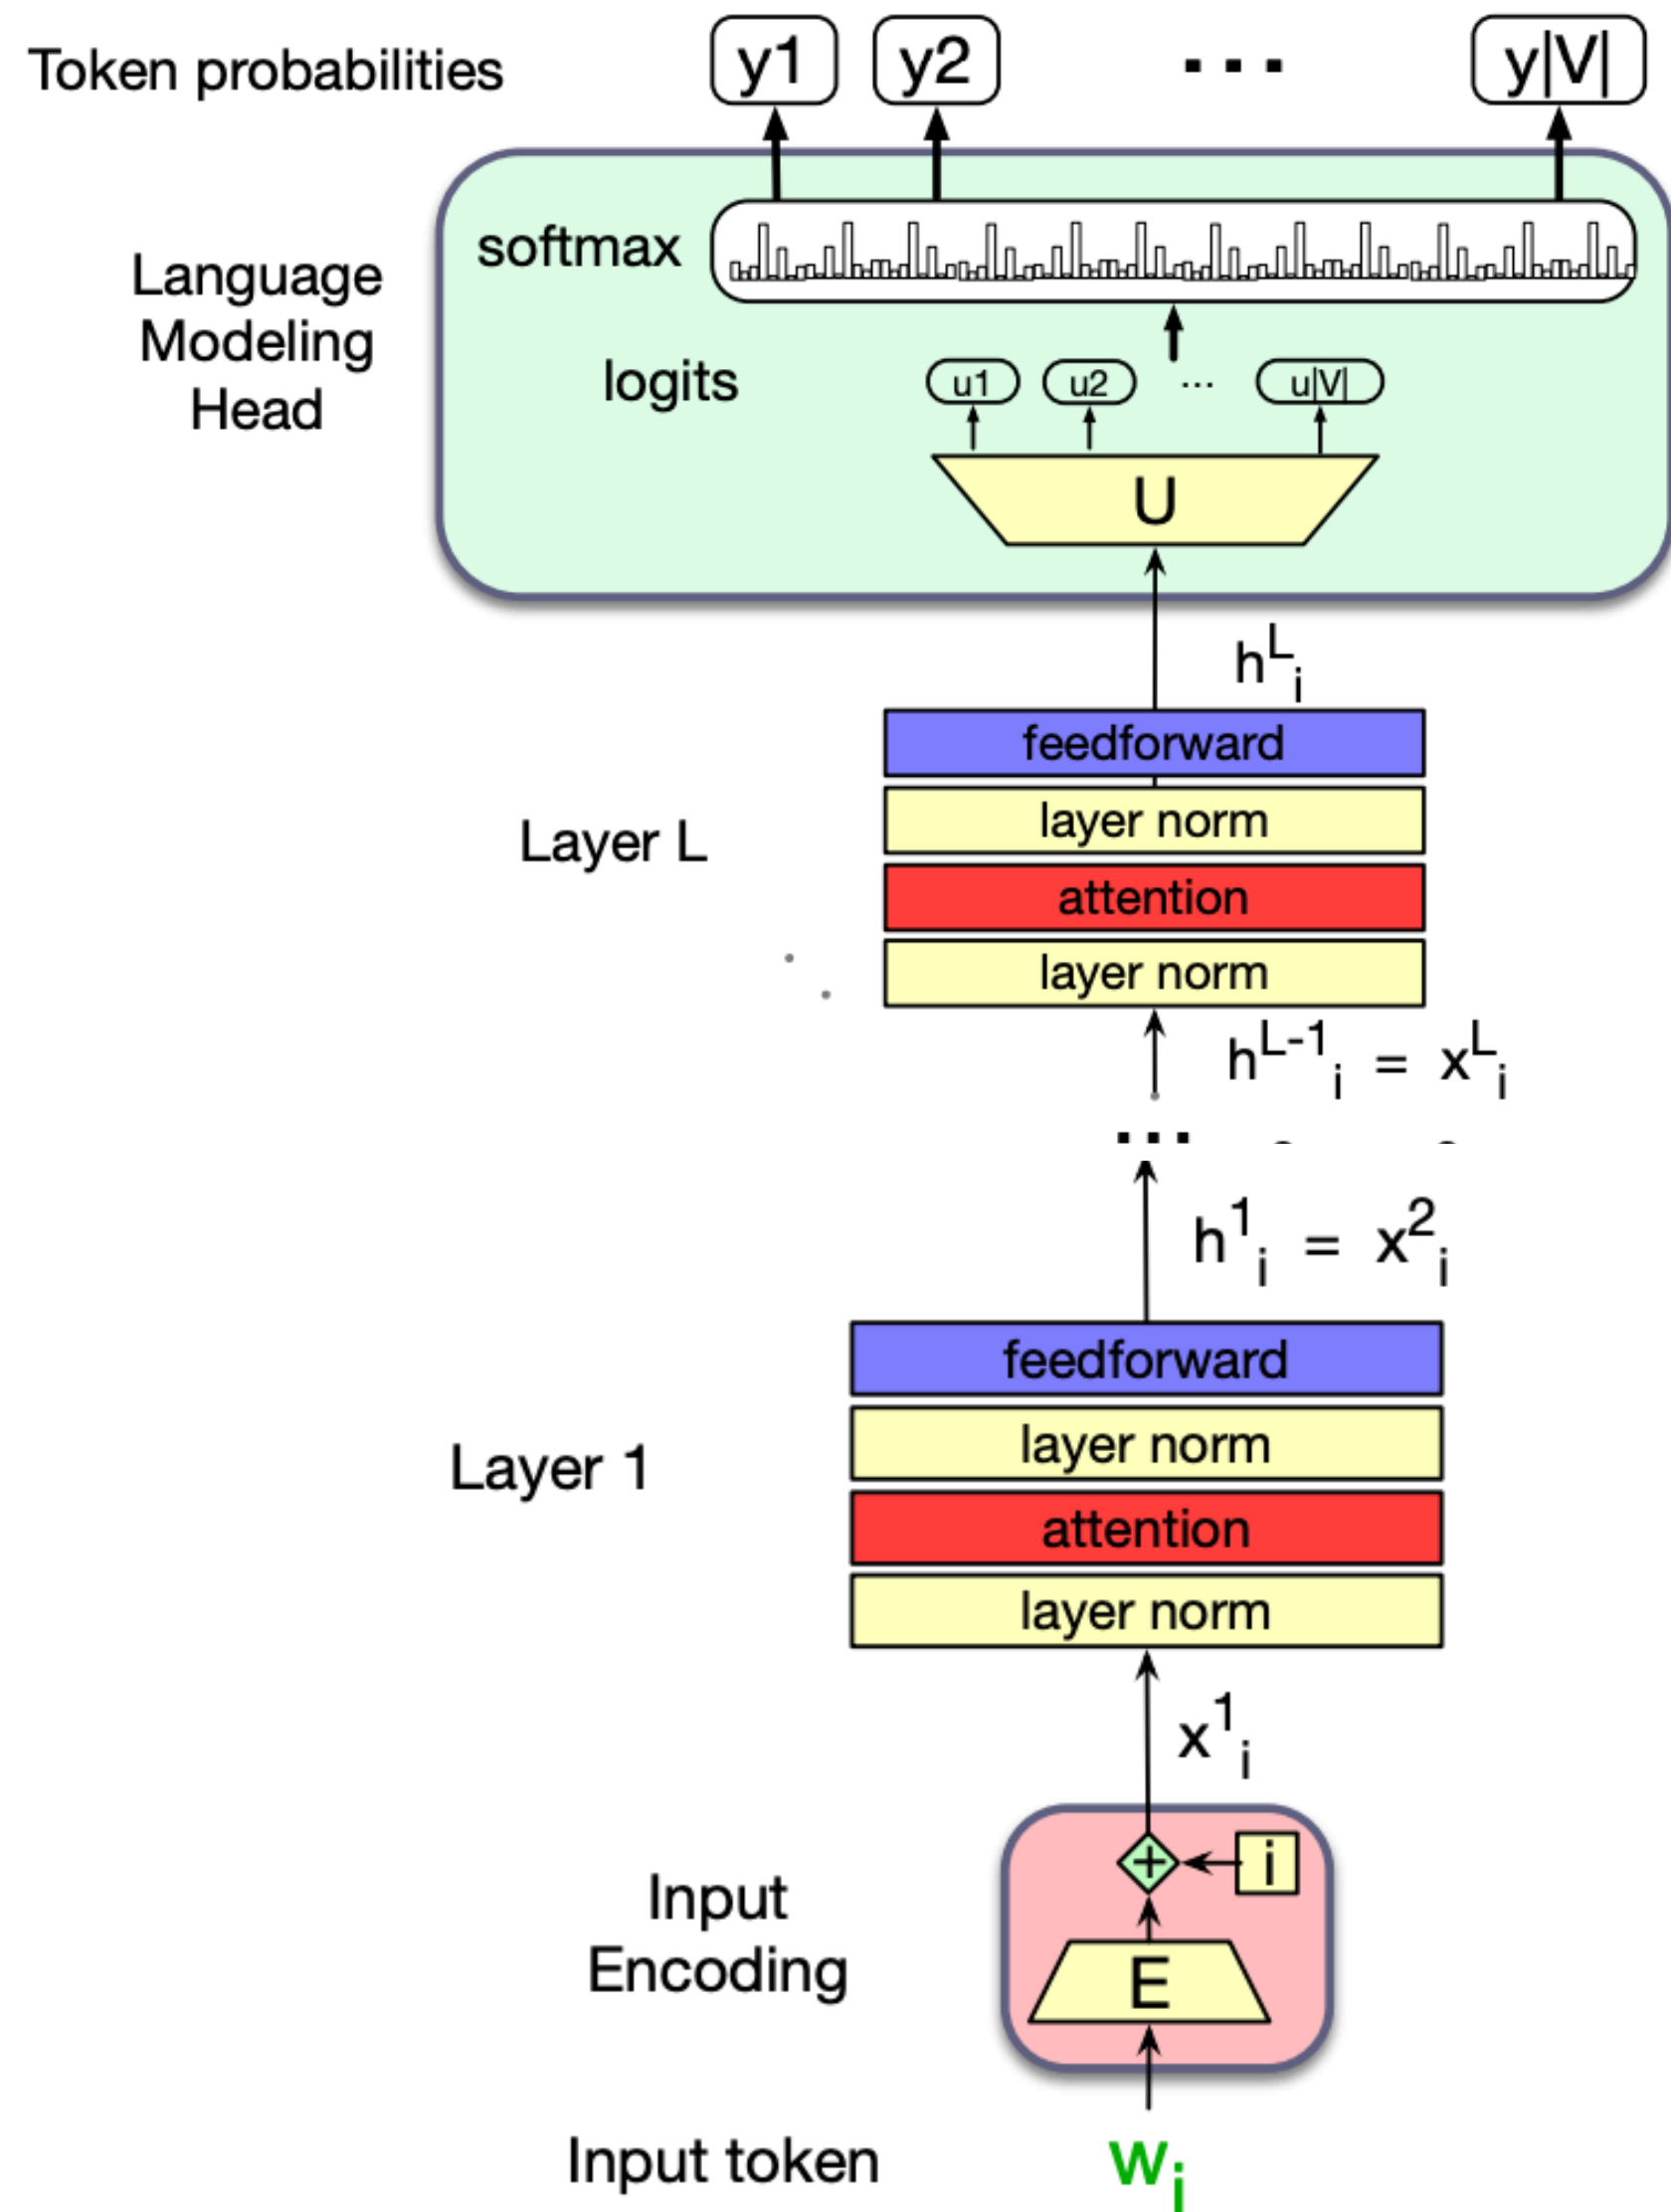 Token probabilities y1 y2 ... y|V|
softmax
Language
Modeling
Head
logits u1 u2 ... u|V|
U
h^L_i
feedforward
layer norm
Layer L
attention
layer norm
h^{L-1}_i = x^L_i
...
h^1_i = x^2_i
feedforward
layer norm
Layer 1
attention
layer norm
x^1_i
+ i
Input
Encoding
E
Input token w_i